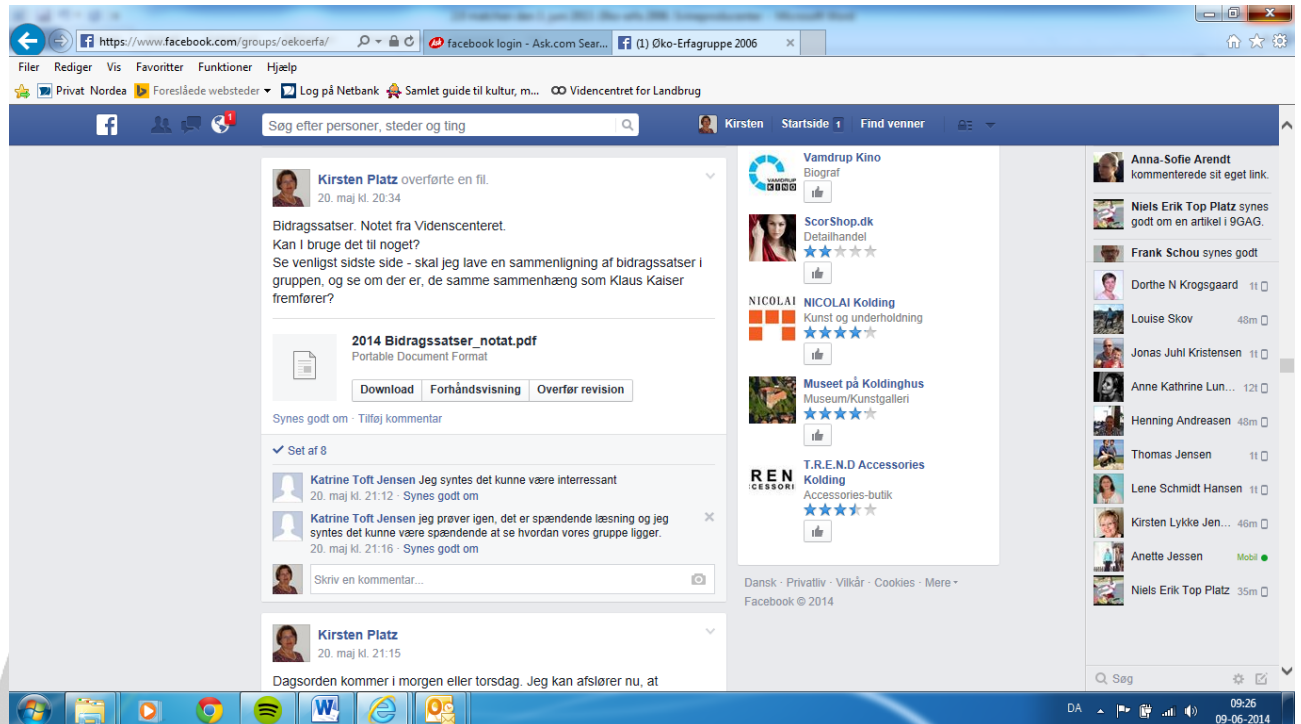 https://www.facebook.com/groups/oekoerfa/
facebook login - Ask.com Sear...
(1) Øko-Erfagruppe 2006
Filer Rediger Vis Favoritter Funktioner Hjælp
Privat Nordea Foreslåede websteder Log på Netbank Samlet guide til kultur, m... Videncentret for Landbrug
1
Søg efter personer, steder og ting
Kirsten Startside 1 Find venner
Kirsten Platz overførte en fil.
20. maj kl. 20:34
Bidragssatser. Notet fra Videnscenteret.
Kan I bruge det til noget?
Se venligst sidste side - skal jeg lave en sammenligning af bidragssatser i
gruppen, og se om der er, de samme sammenhæng som Klaus Kaiser
fremfører?
2014 Bidragssatser_notat.pdf
Portable Document Format
Download Forhåndsvisning Overfør revision
Synes godt om · Tilføj kommentar
Set af 8
Katrine Toft Jensen Jeg syntes det kunne være interressant
20. maj kl. 21:12 · Synes godt om
Katrine Toft Jensen jeg prøver igen, det er spændende læsning og jeg
syntes det kunne være spændende at se hvordan vores gruppe ligger.
20. maj kl. 21:16 · Synes godt om
Skriv en kommentar...
Kirsten Platz
20. maj kl. 21:15
Dagsorden kommer i morgen eller torsdag. Jeg kan afslører nu, at
VAMDRUP
KINO
Vamdrup Kino
Biograf
ScorShop.dk
Detailhandel
NICOLAI
NICOLAI Kolding
Kunst og underholdning
Museet på Koldinghus
Museum/Kunstgalleri
REN
CESSORI
T.R.E.N.D Accessories
Kolding
Accessories-butik
Dansk · Privatliv · Vilkår · Cookies · Mere
Facebook © 2014
Anna-Sofie Arendt
kommenterede sit eget link.
Niels Erik Top Platz synes
godt om en artikel i 9GAG.
Frank Schou synes godt
Dorthe N Krogsgaard 1t
Louise Skov 48m
Jonas Juhl Kristensen 1t
Anne Kathrine Lun... 12t
Henning Andreasen 48m
Thomas Jensen 1t
Lene Schmidt Hansen 1t
Kirsten Lykke Jen... 46m
Anette Jessen Mobil
Niels Erik Top Platz 35m
Søg
DA
09:26
09-06-2014